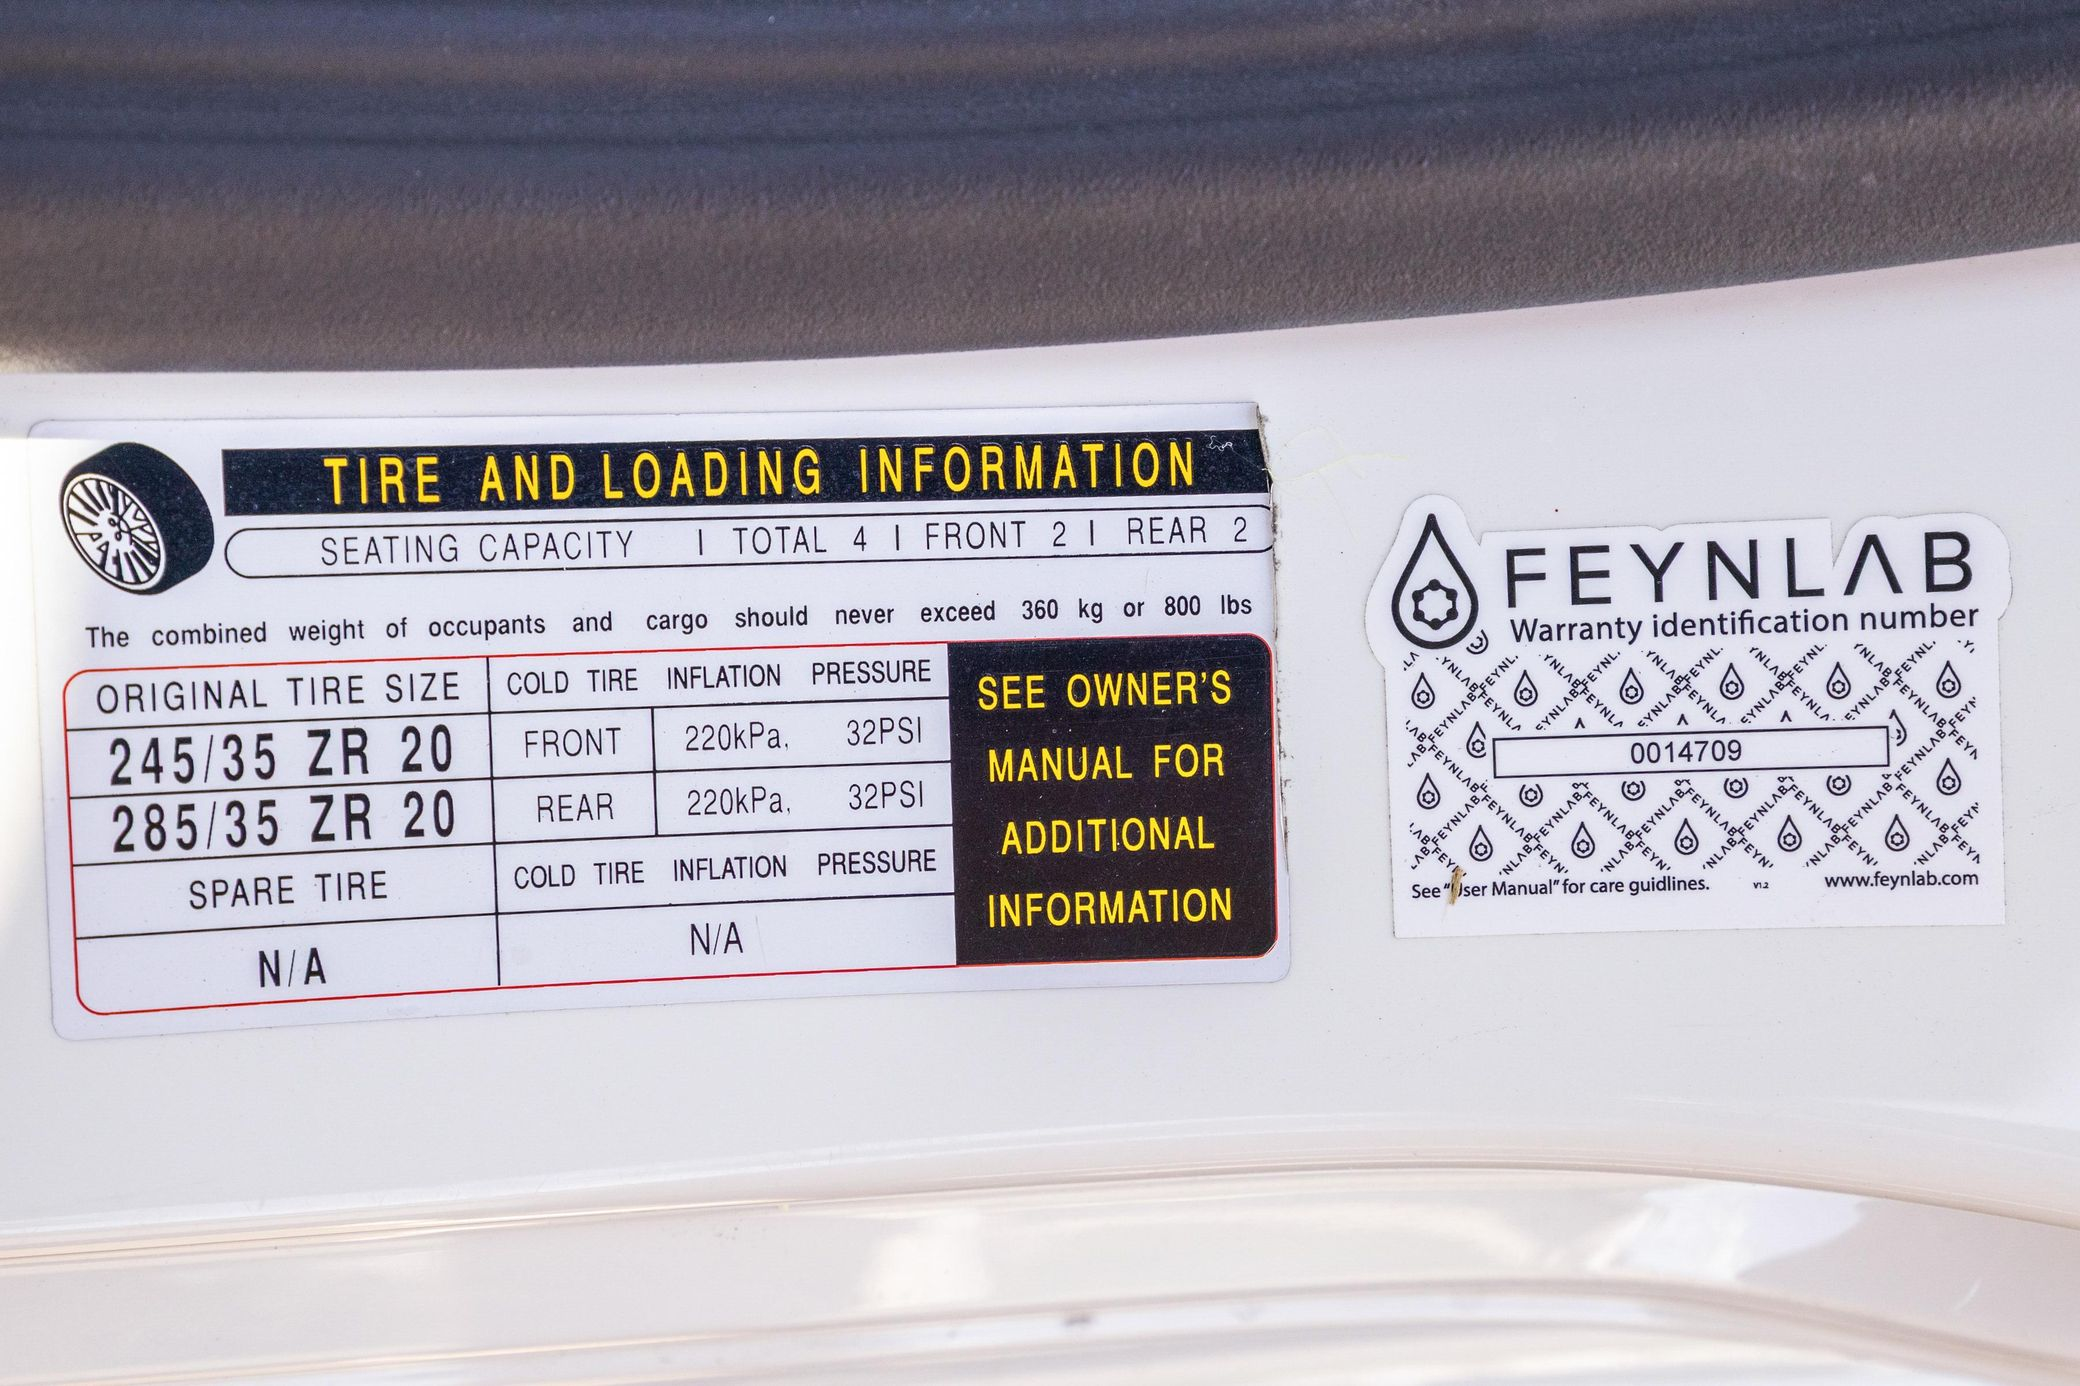 TIRE AND LOADING INFORMATION
SEATING CAPACITY | TOTAL 4 | FRONT 2 | REAR 2
The combined weight of occupants and cargo should never exceed 360 kg or 800 lbs
ORIGINAL TIRE SIZE COLD TIRE INFLATION PRESSURE
245/35 ZR 20 FRONT 220kPa, 32PSI
285/35 ZR 20 REAR 220kPa, 32PSI
SPARE TIRE COLD TIRE INFLATION PRESSURE
N/A N/A
SEE OWNER'S
MANUAL FOR
ADDITIONAL
INFORMATION
FEYNLAB
Warranty identification number
0014709
See "User Manual" for care guidlines. V1.2 www.feynlab.com